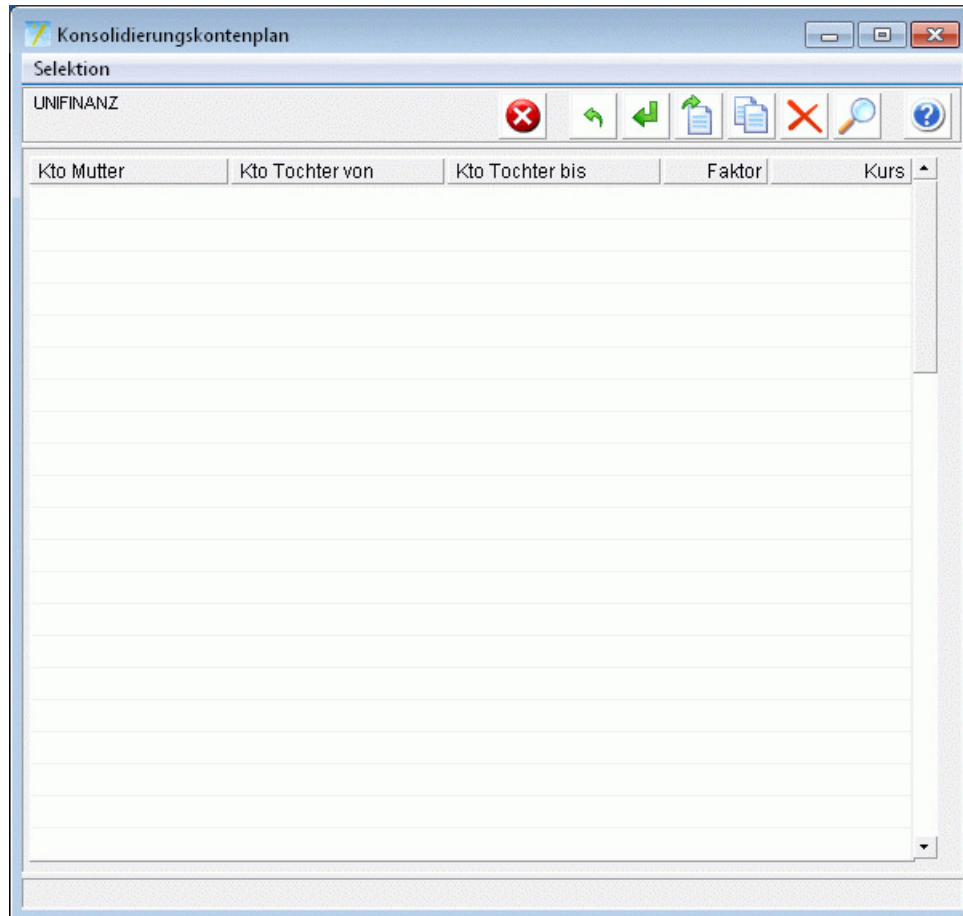 Konsolidierungskontenplan
Selektion
UNIFINANZ
Kto Mutter Kto Tochter von Kto Tochter bis Faktor Kurs